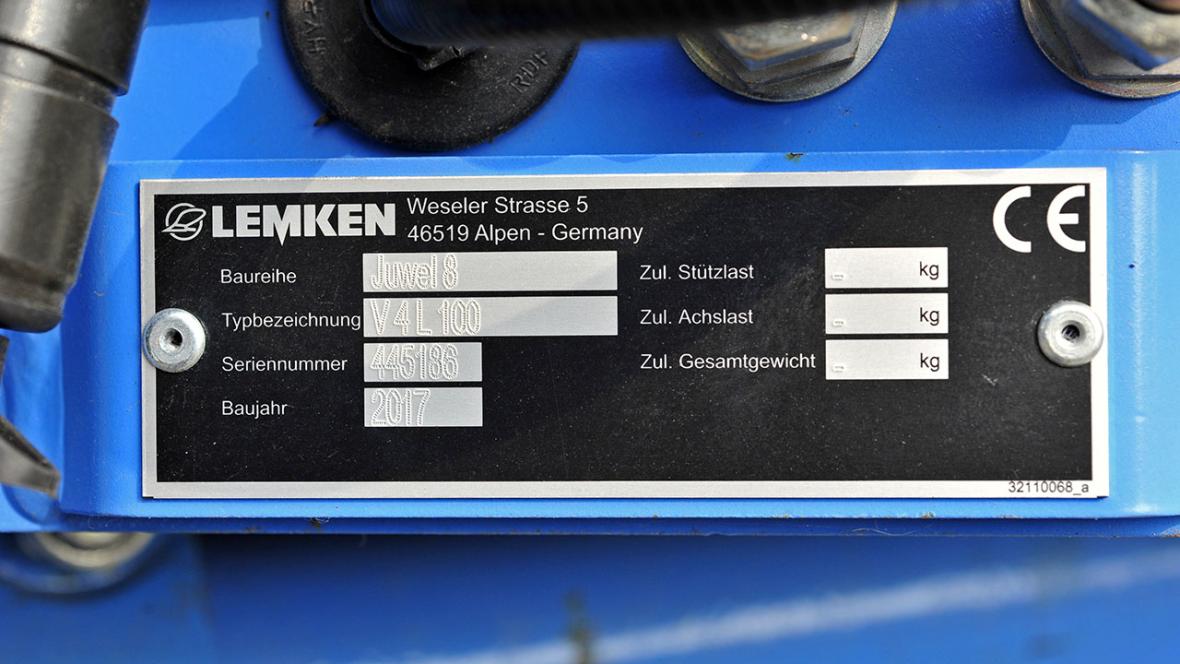 LEMKEN
Weseler Strasse 5
46519 Alpen - Germany
CE
Baureihe Juwel 8
Typbezeichnung V 4 L 100
Seriennummer 445186
Baujahr 2017
Zul. Stützlast kg
Zul. Achslast kg
Zul. Gesamtgewicht kg
32110068_a